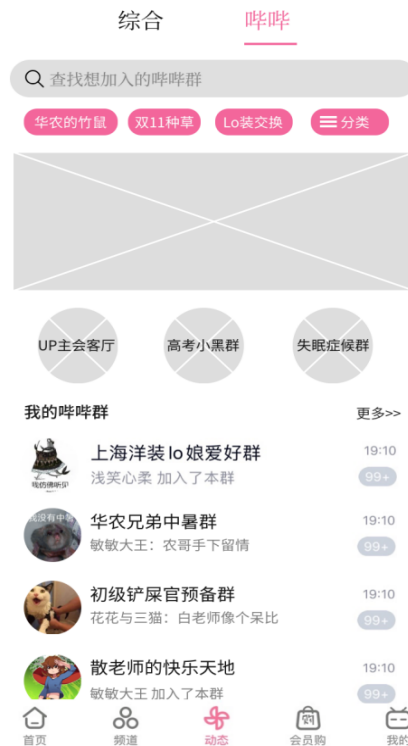 综合 哔哔
查找想加入的哔哔群
华农的竹鼠 双11种草 Lo装交换 分类
UP主会客厅 高考小黑群 失眠症候群
我的哔哔群 更多>>
上海洋装lo娘爱好群 19:10
浅笑心柔 加入了本群 99+
华农兄弟中暑群 19:10
敏敏大王：农哥手下留情 99+
初级铲屎官预备群 19:10
花花与三猫：白老师像个呆比 99+
散老师的快乐天地 19:10
敏敏大王 加入了本群 99+
首页 频道 动态 会员购 我的